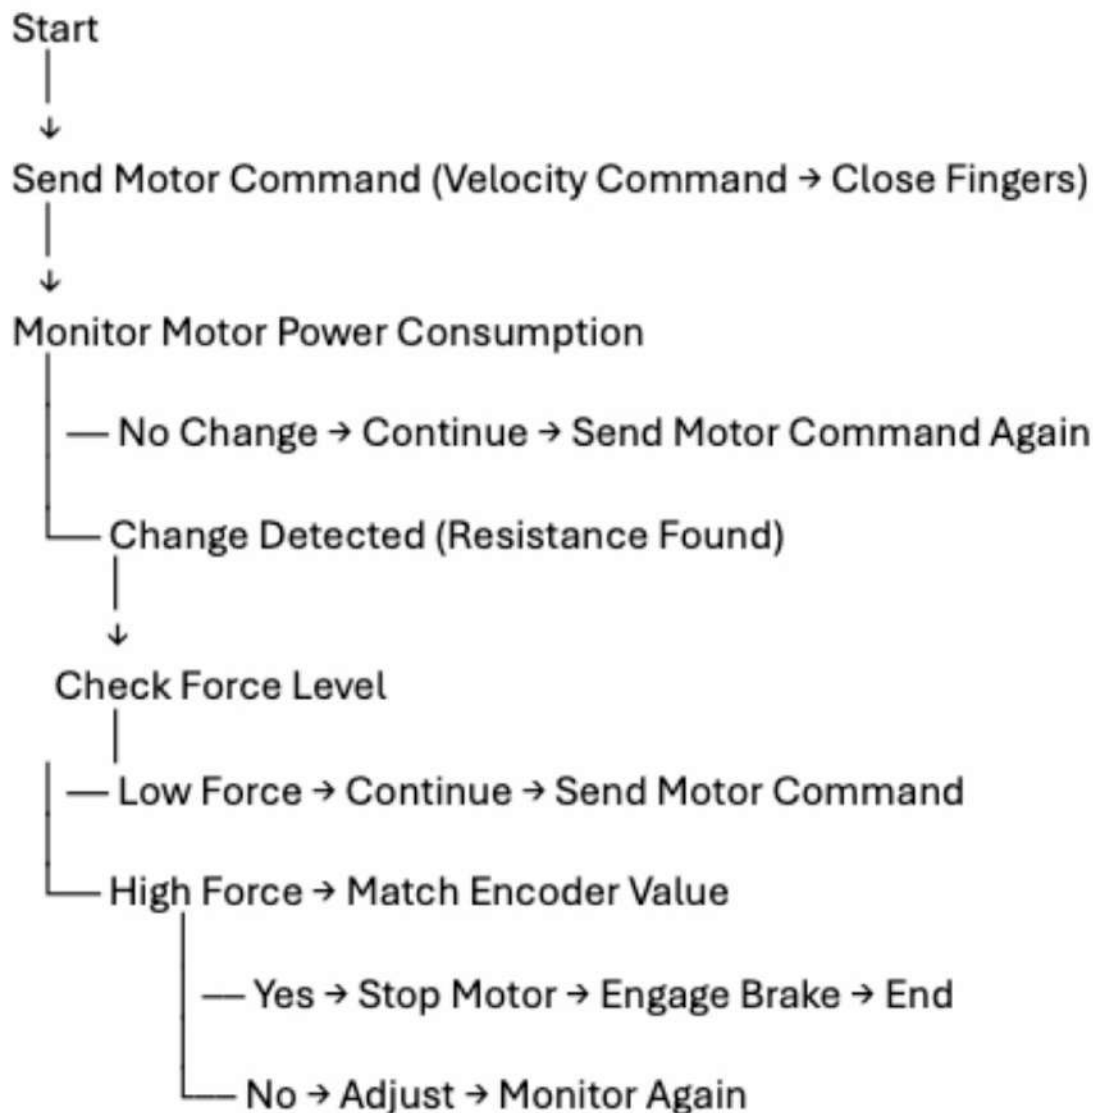 Start
Send Motor Command (Velocity Command → Close Fingers)
Monitor Motor Power Consumption
— No Change → Continue → Send Motor Command Again
Change Detected (Resistance Found)
Check Force Level
— Low Force → Continue → Send Motor Command
High Force → Match Encoder Value
— Yes → Stop Motor → Engage Brake → End
No → Adjust → Monitor Again